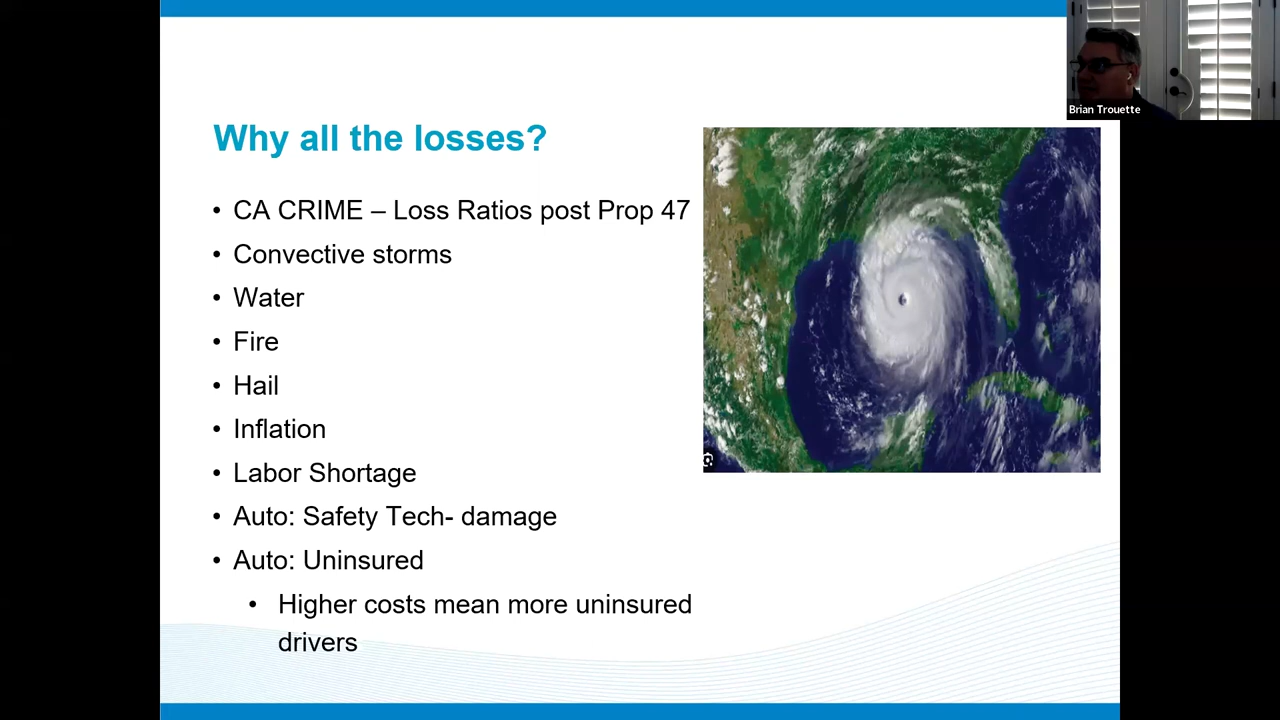 Brian Trouette
Why all the losses?
• CA CRIME – Loss Ratios post Prop 47
• Convective storms
• Water
• Fire
• Hail
• Inflation
• Labor Shortage
• Auto: Safety Tech- damage
• Auto: Uninsured
• Higher costs mean more uninsured
drivers